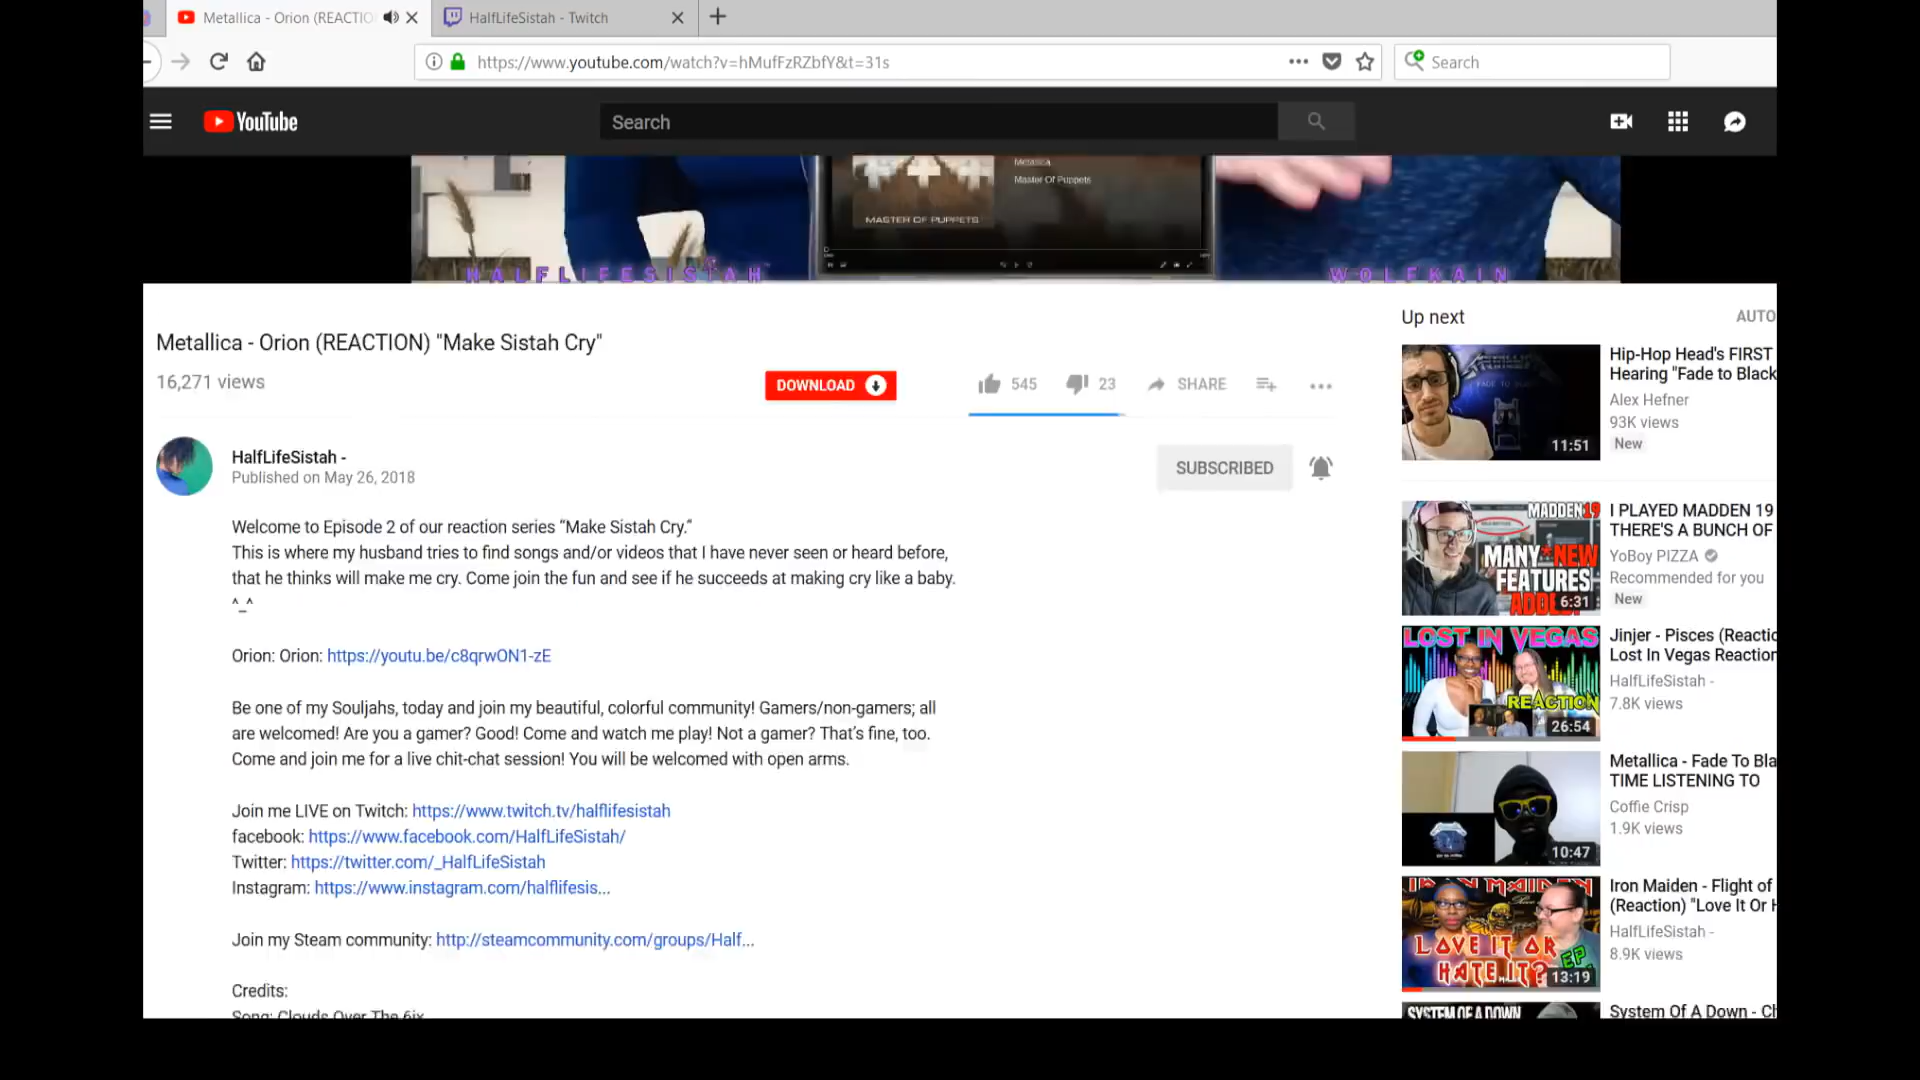 Metallica - Orion (REACTIO
HalfLifeSistah - Twitch
https://www.youtube.com/watch?v=hMufFzRZbfY&t=31s
Search
YouTube
Search
Metallica
Master Of Puppets
MASTER OF PUPPETS
HALFLIFESISTAH
WOLFKAIN
Metallica - Orion (REACTION) "Make Sistah Cry"
16,271 views
DOWNLOAD
545
23
SHARE
HalfLifeSistah -
Published on May 26, 2018
SUBSCRIBED
Welcome to Episode 2 of our reaction series “Make Sistah Cry.”
This is where my husband tries to find songs and/or videos that I have never seen or heard before,
that he thinks will make me cry. Come join the fun and see if he succeeds at making cry like a baby.
^_^
Orion: Orion: https://youtu.be/c8qrwON1-zE
Be one of my Souljahs, today and join my beautiful, colorful community! Gamers/non-gamers; all
are welcomed! Are you a gamer? Good! Come and watch me play! Not a gamer? That’s fine, too.
Come and join me for a live chit-chat session! You will be welcomed with open arms.
Join me LIVE on Twitch: https://www.twitch.tv/halflifesistah
facebook: https://www.facebook.com/HalfLifeSistah/
Twitter: https://twitter.com/_HalfLifeSistah
Instagram: https://www.instagram.com/halflifesis...
Join my Steam community: http://steamcommunity.com/groups/Half...
Credits:
Song: Clouds Over The 6ix
Up next
AUTO
Hip-Hop Head's FIRST
Hearing "Fade to Black
Alex Hefner
93K views
New
11:51
MADDEN 19
MANY*NEW
FEATURES
ADDED!
6:31
I PLAYED MADDEN 19
THERE'S A BUNCH OF
YoBoy PIZZA
Recommended for you
New
LOST IN VEGAS
REACTION
26:54
Jinjer - Pisces (Reactio
Lost In Vegas Reaction
HalfLifeSistah -
7.8K views
10:47
Metallica - Fade To Bla
TIME LISTENING TO
Coffie Crisp
1.9K views
IRON MAIDEN
LOVE IT OR
HATE IT?
EP
13:19
Iron Maiden - Flight of
(Reaction) "Love It Or H
HalfLifeSistah -
8.9K views
SYSTEM OF A DOWN
System Of A Down - Ch